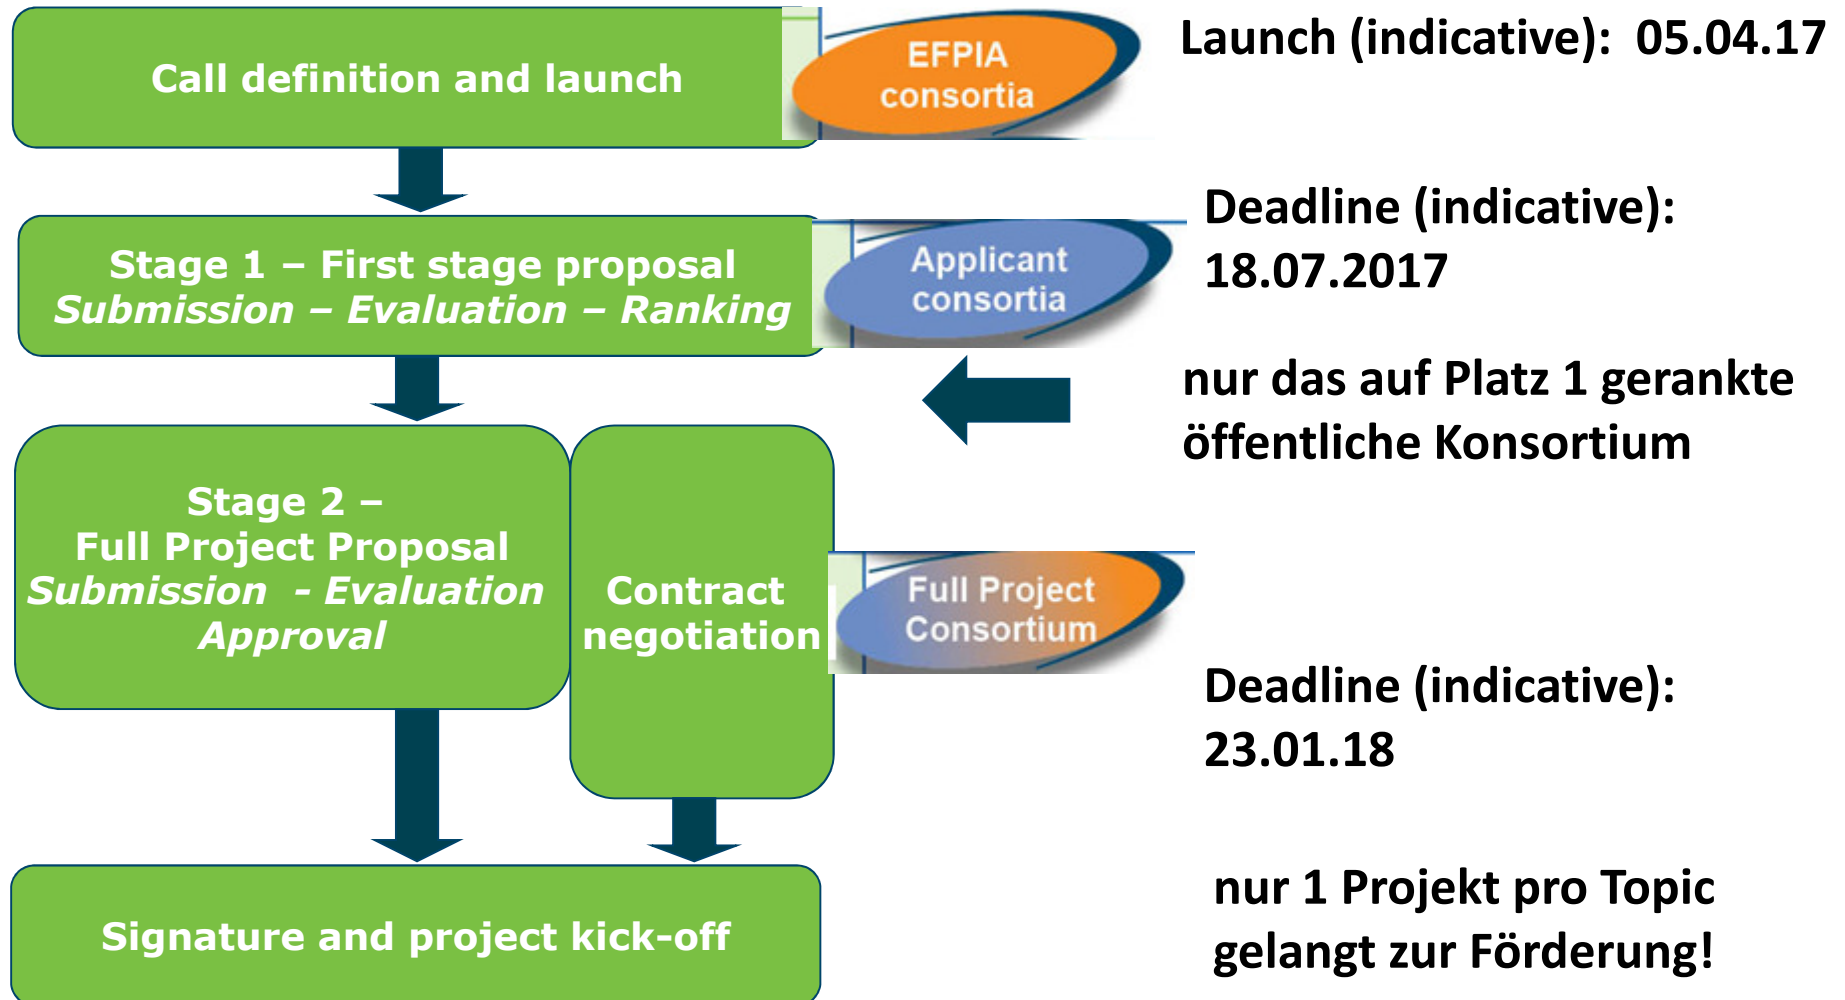 Call definition and launch
EFPIA
consortia
Launch (indicative): 05.04.17
Stage 1 – First stage proposal
Submission – Evaluation – Ranking
Applicant
consortia
Deadline (indicative):
18.07.2017
nur das auf Platz 1 gerankte
öffentliche Konsortium
Stage 2 –
Full Project Proposal
Submission - Evaluation
Approval
Contract
negotiation
Full Project
Consortium
Deadline (indicative):
23.01.18
Signature and project kick-off
nur 1 Projekt pro Topic
gelangt zur Förderung!